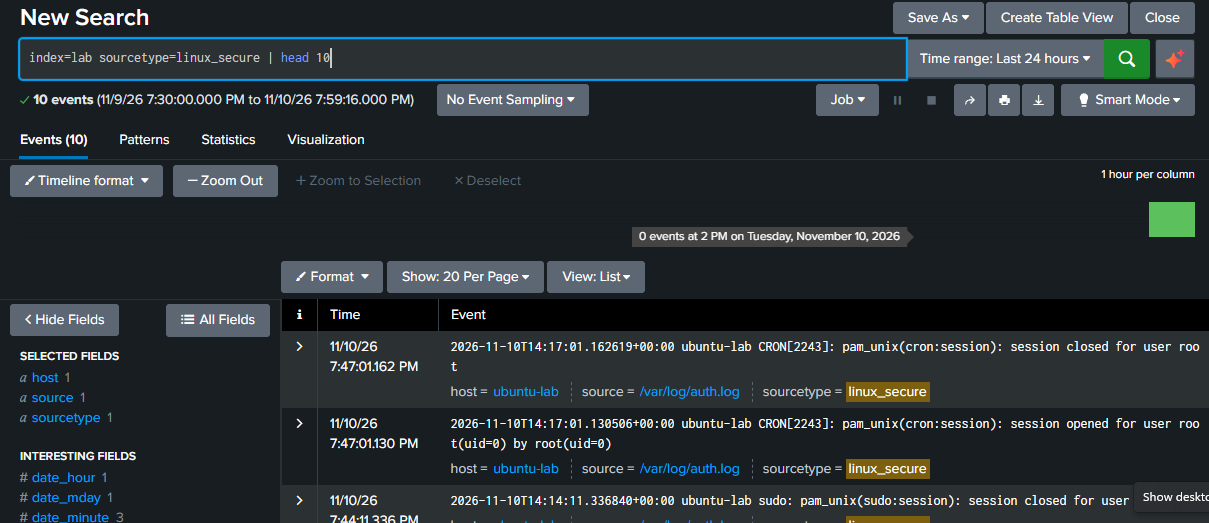 New Search
Save As
Create Table View
Close
index=lab sourcetype=linux_secure | head 10
Time range: Last 24 hours
10 events (11/9/26 7:30:00.000 PM to 11/10/26 7:59:16.000 PM)
No Event Sampling
Job
Smart Mode
Events (10)
Patterns
Statistics
Visualization
Timeline format
— Zoom Out
+ Zoom to Selection
× Deselect
1 hour per column
0 events at 2 PM on Tuesday, November 10, 2026
Format
Show: 20 Per Page
View: List
< Hide Fields
All Fields
i
Time
Event
SELECTED FIELDS
a host 1
a source 1
a sourcetype 1
INTERESTING FIELDS
# date_hour 1
# date_mday 1
# date_minute 3
11/10/26
7:47:01.162 PM
2026-11-10T14:17:01.162619+00:00 ubuntu-lab CRON[2243]: pam_unix(cron:session): session closed for user roo
t
host = ubuntu-lab source = /var/log/auth.log sourcetype = linux_secure
11/10/26
7:47:01.130 PM
2026-11-10T14:17:01.130506+00:00 ubuntu-lab CRON[2243]: pam_unix(cron:session): session opened for user roo
t(uid=0) by root(uid=0)
host = ubuntu-lab source = /var/log/auth.log sourcetype = linux_secure
11/10/26
7:44:11.336 PM
2026-11-10T14:14:11.336840+00:00 ubuntu-lab sudo: pam_unix(sudo:session): session closed for user
Show deskto